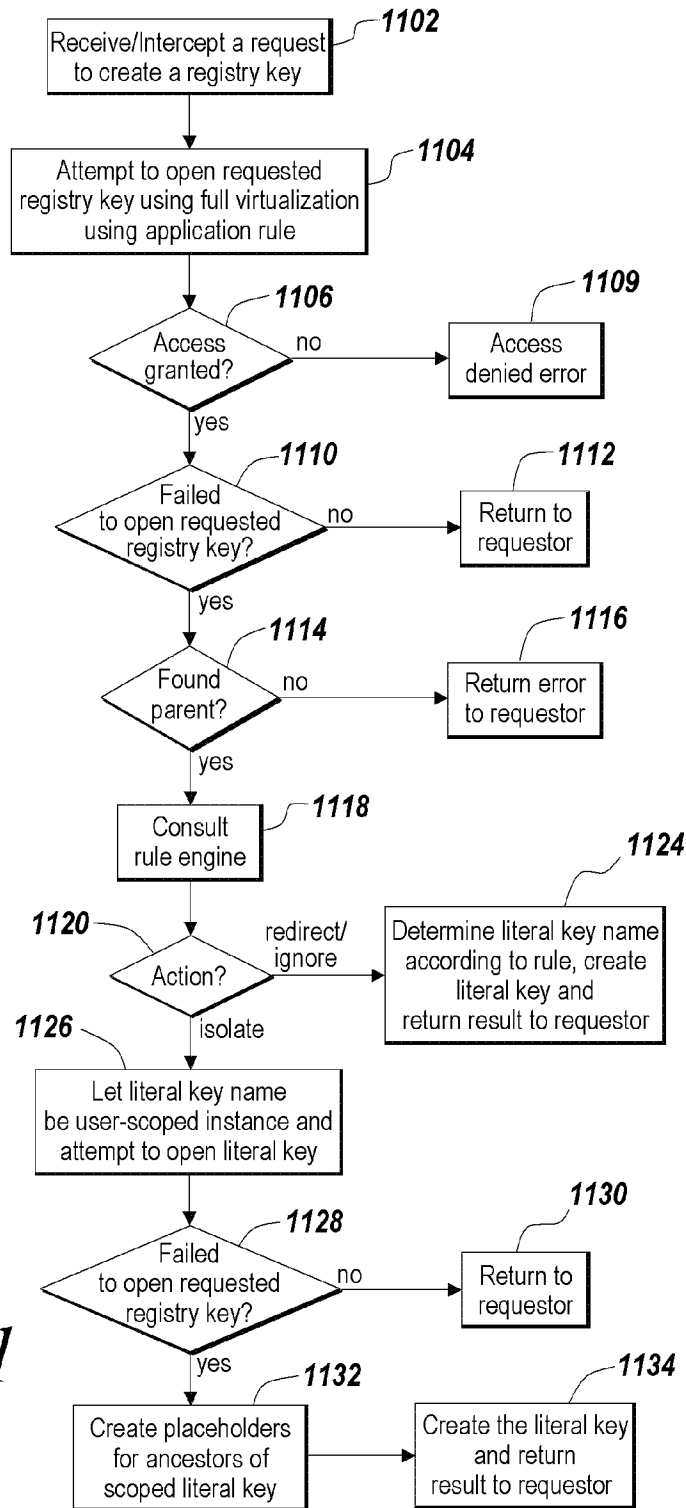 1102
Receive/Intercept a request
to create a registry key
1104
Attempt to open requested
registry key using full virtualization
using application rule
1106
Access
granted?
no
1109
Access
denied error
yes
1110
Failed
to open requested
registry key?
no
1112
Return to
requestor
yes
1114
Found
parent?
no
1116
Return error
to requestor
yes
1118
Consult
rule engine
1120
Action?
redirect/
ignore
1124
Determine literal key name
according to rule, create
literal key and
return result to requestor
isolate
1126
Let literal key name
be user-scoped instance and
attempt to open literal key
1128
Failed
to open requested
registry key?
no
1130
Return to
requestor
yes
1132
Create placeholders
for ancestors of
scoped literal key
1134
Create the literal key
and return
result to requestor